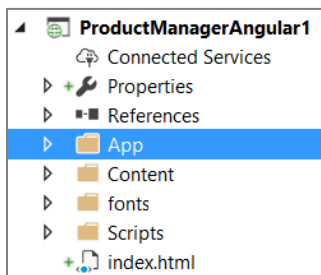 ProductManagerAngular1
Connected Services
Properties
References
App
Content
fonts
Scripts
index.html